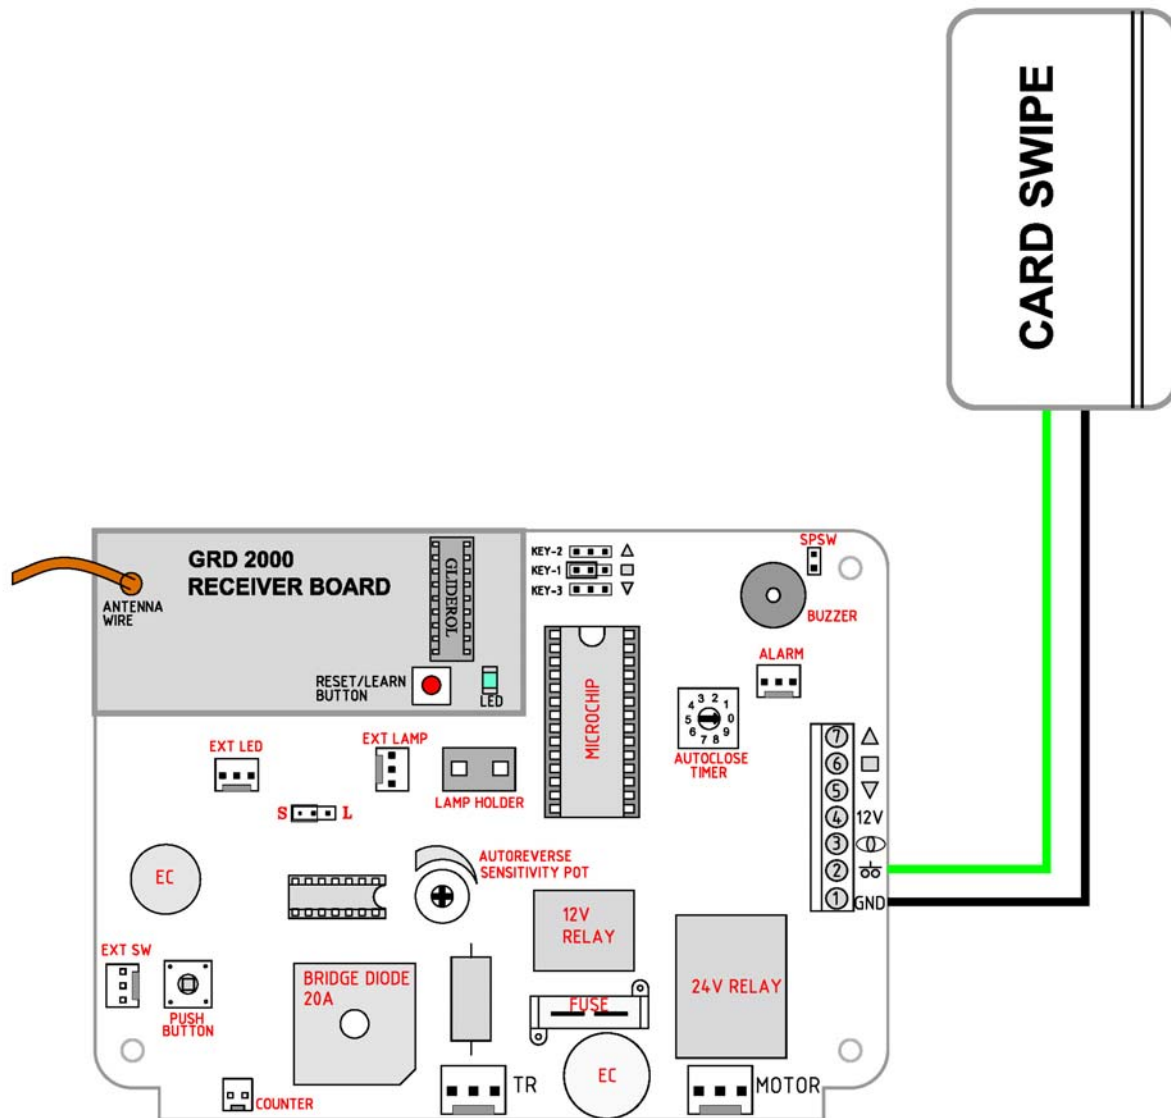 CARD SWIPE
GRD 2000
RECEIVER BOARD
ANTENNA
WIRE
GLIDEROL
RESET/LEARN
BUTTON
LED
KEY-2
KEY-1
KEY-3
SPSW
BUZZER
ALARM
MICROCHIP
4 3 2 1 0 9 8 7 6 5
AUTOCLOSE
TIMER
EXT LED
EXT LAMP
LAMP HOLDER
S L
7
6
5
4 12V
3
2
1 GND
EC
AUTOREVERSE
SENSITIVITY POT
12V
RELAY
24V RELAY
EXT SW
PUSH
BUTTON
BRIDGE DIODE
20A
FUSE
EC
TR
MOTOR
COUNTER